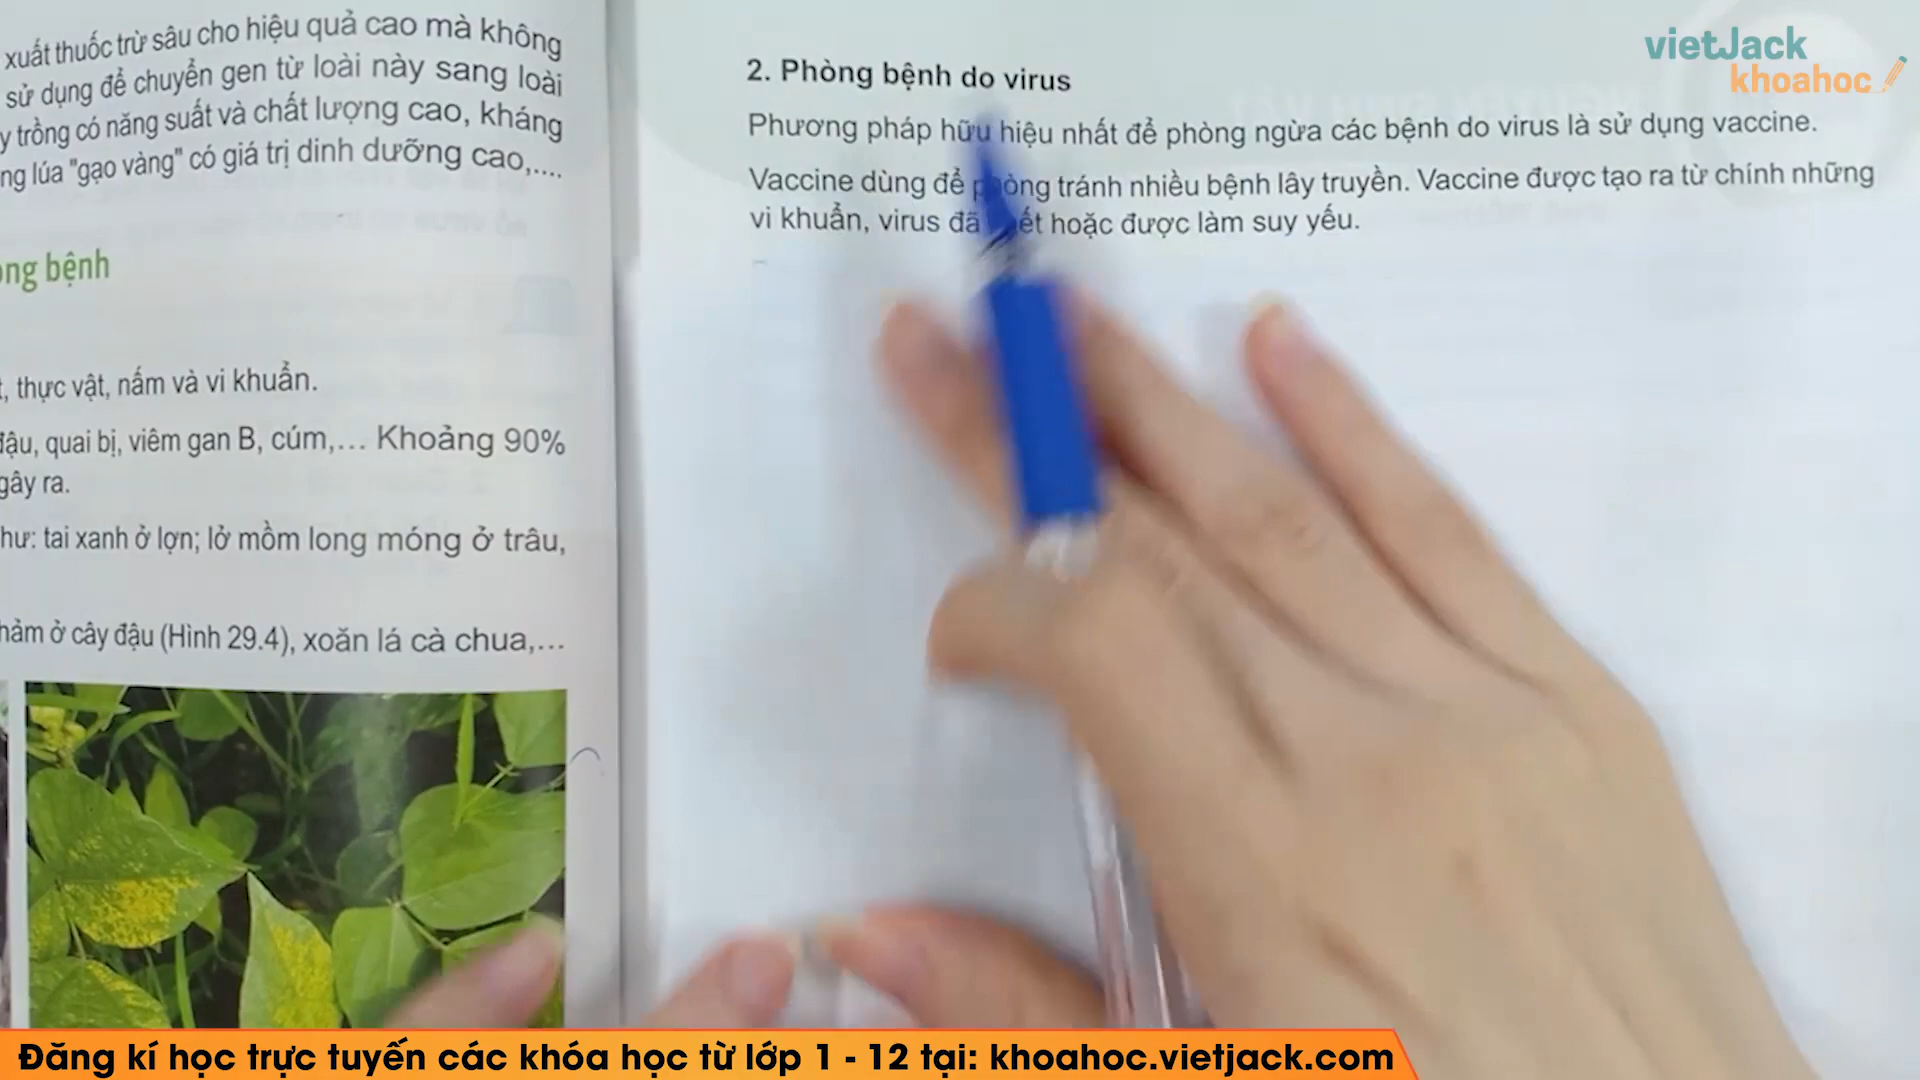 xuất thuốc trừ sâu cho hiệu quả cao mà không
sử dụng để chuyển gen từ loài này sang loài
y trồng có năng suất và chất lượng cao, kháng
ng lúa "gạo vàng" có giá trị dinh dưỡng cao,....
ong bệnh
, thực vật, nấm và vi khuẩn.
đậu, quai bị, viêm gan B, cúm,... Khoảng 90%
gây ra.
hư: tai xanh ở lợn; lở mồm long móng ở trâu,
hảm ở cây đậu (Hình 29.4), xoăn lá cà chua,...
2. Phòng bệnh do virus
Phương pháp hữu hiệu nhất để phòng ngừa các bệnh do virus là sử dụng vaccine.
Vaccine dùng để phòng tránh nhiều bệnh lây truyền. Vaccine được tạo ra từ chính những
vi khuẩn, virus đã chết hoặc được làm suy yếu.
vietJack
khoahoc
Đăng kí học trực tuyến các khóa học từ lớp 1 - 12 tại: khoahoc.vietjack.com